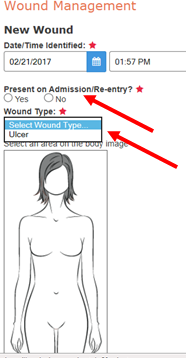 Wound Management
New Wound
Date/Time Identified: ★
02/21/2017 01:57 PM
Present on Admission/Re-entry? ★
Yes No
Wound Type: ★
Select Wound Type...
Ulcer
Select an area on the body image